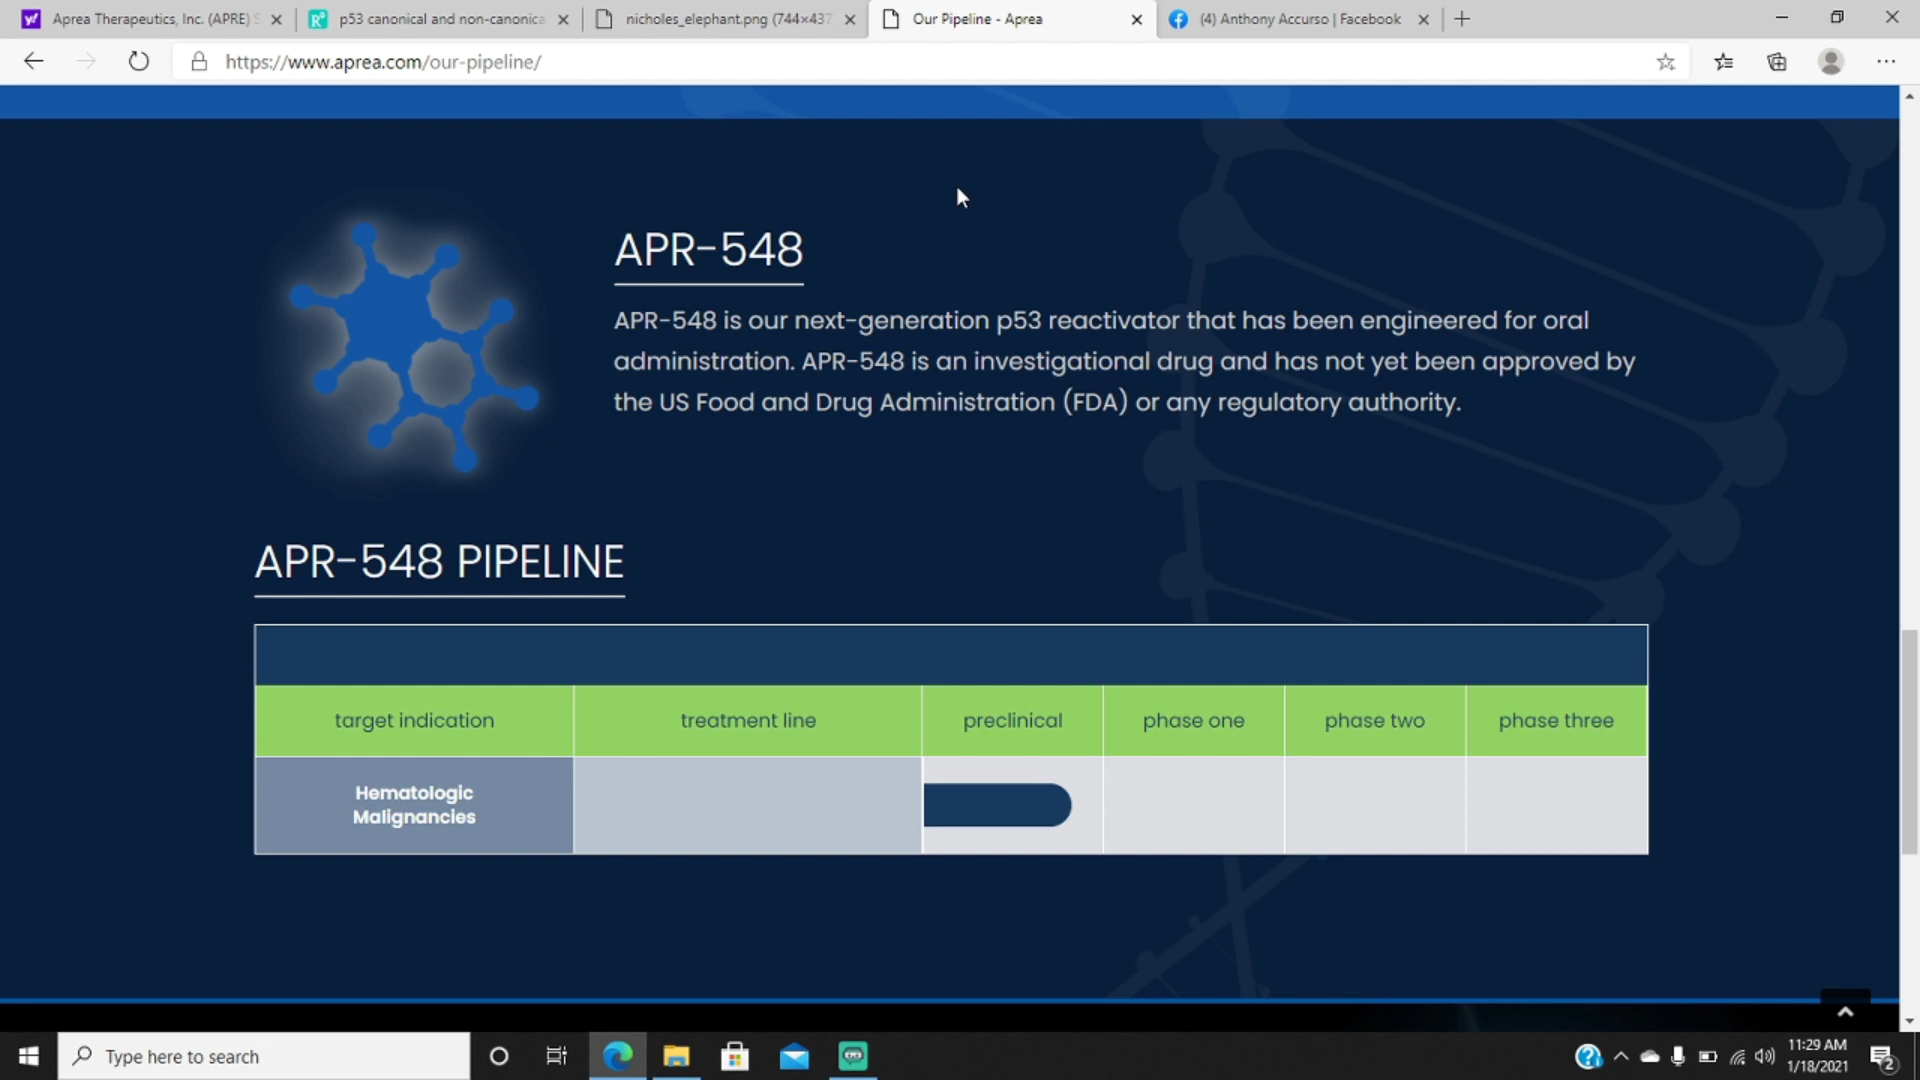 Aprea Therapeutics, Inc. (APRE) S
p53 canonical and non-canonica
nicholes_elephant.png (744×437
Our Pipeline - Aprea
(4) Anthony Accurso | Facebook
https://www.aprea.com/our-pipeline/
APR-548
APR-548 is our next-generation p53 reactivator that has been engineered for oral
administration. APR-548 is an investigational drug and has not yet been approved by
the US Food and Drug Administration (FDA) or any regulatory authority.
APR-548 PIPELINE
target indication treatment line preclinical phase one phase two phase three
Hematologic
Malignancies
Type here to search
11:29 AM
1/18/2021
2